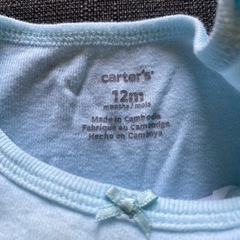 carter's®
12m
months/mois
Made in Cambodia
Fabriqué au Cambodge
Hecho en Camboya